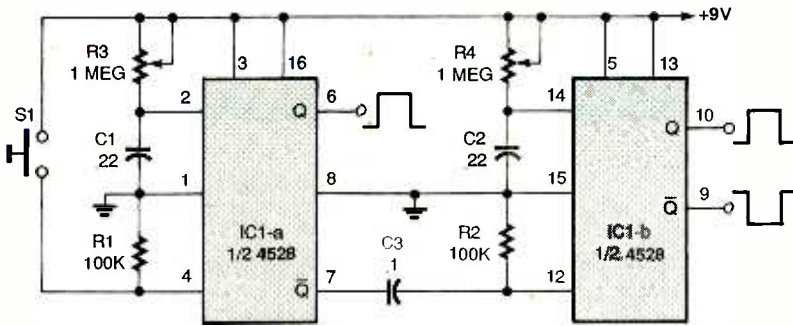 +9V
R3
1 MEG
3
16
R4
1 MEG
5
13
S1
2
Q
6
14
C1
22
C2
22
Q
10
1
8
15
Q̅
9
R1
100K
IC1-a
1/2 4528
R2
100K
IC1-b
1/2 4528
C3
1
4
Q̅
7
12